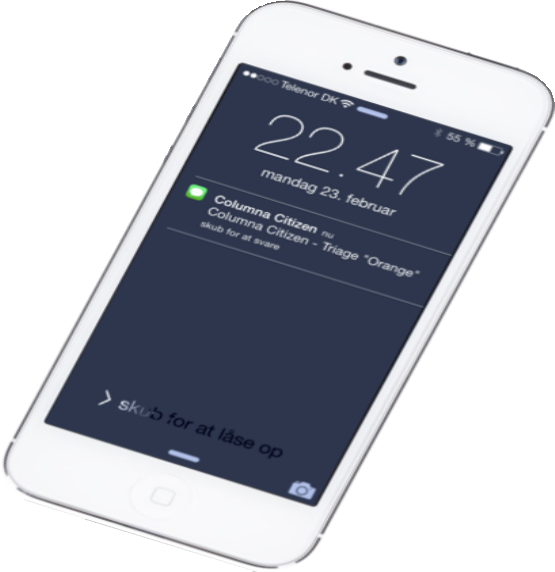 Telenor DK
55 %
22.47
mandag 23. februar
Columna Citizen nu
Columna Citizen - Triage "Orange"
skub for at svare
skub for at låse op